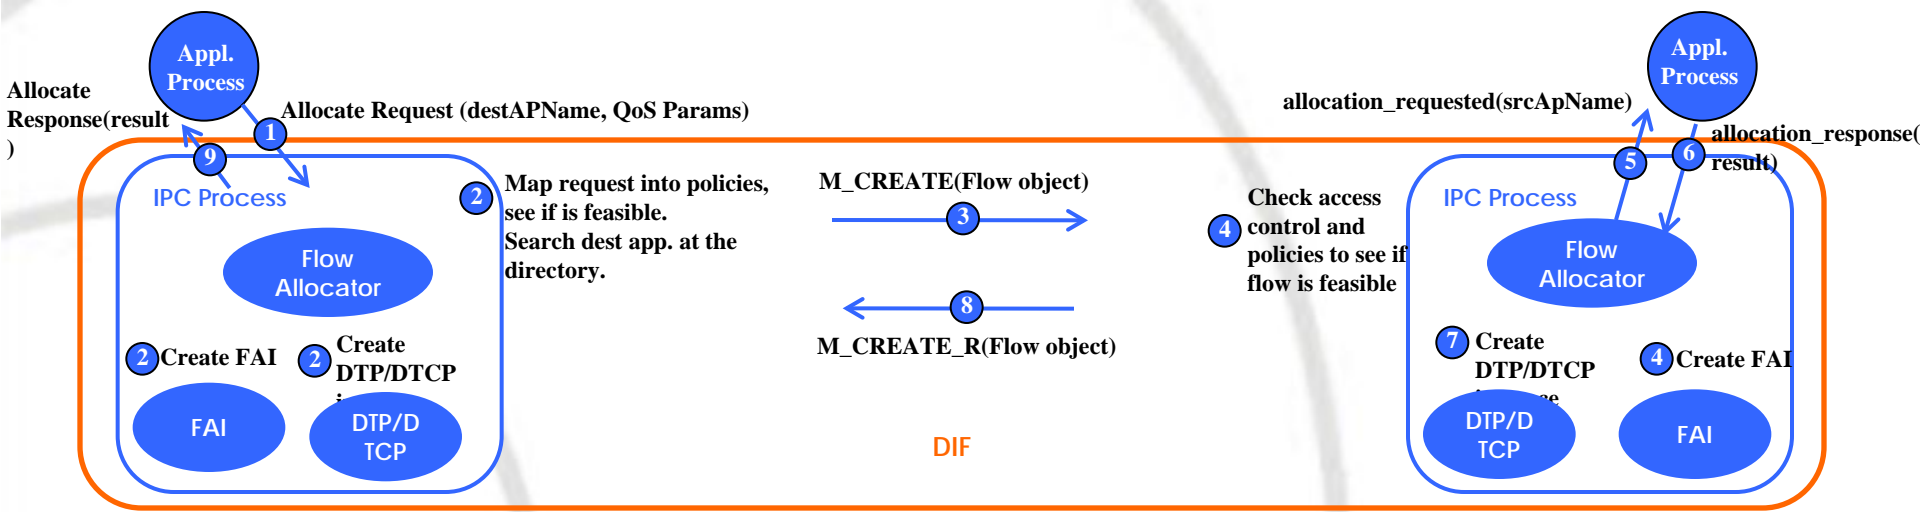 Appl.
Process
Allocate
Response(result
)
Allocate Request (destAPName, QoS Params)
1
9
IPC Process
2
Map request into policies,
see if is feasible.
Search dest app. at the
directory.
Flow
Allocator
2
Create FAI
2
Create
DTP/DTCP
FAI
DTP/D
TCP
M_CREATE(Flow object)
3
8
M_CREATE_R(Flow object)
DIF
Appl.
Process
allocation_requested(srcApName)
allocation_response(
result)
5
6
IPC Process
4
Check access
control and
policies to see if
flow is feasible
Flow
Allocator
7
Create
DTP/DTCP
4
Create FAI
DTP/D
TCP
FAI